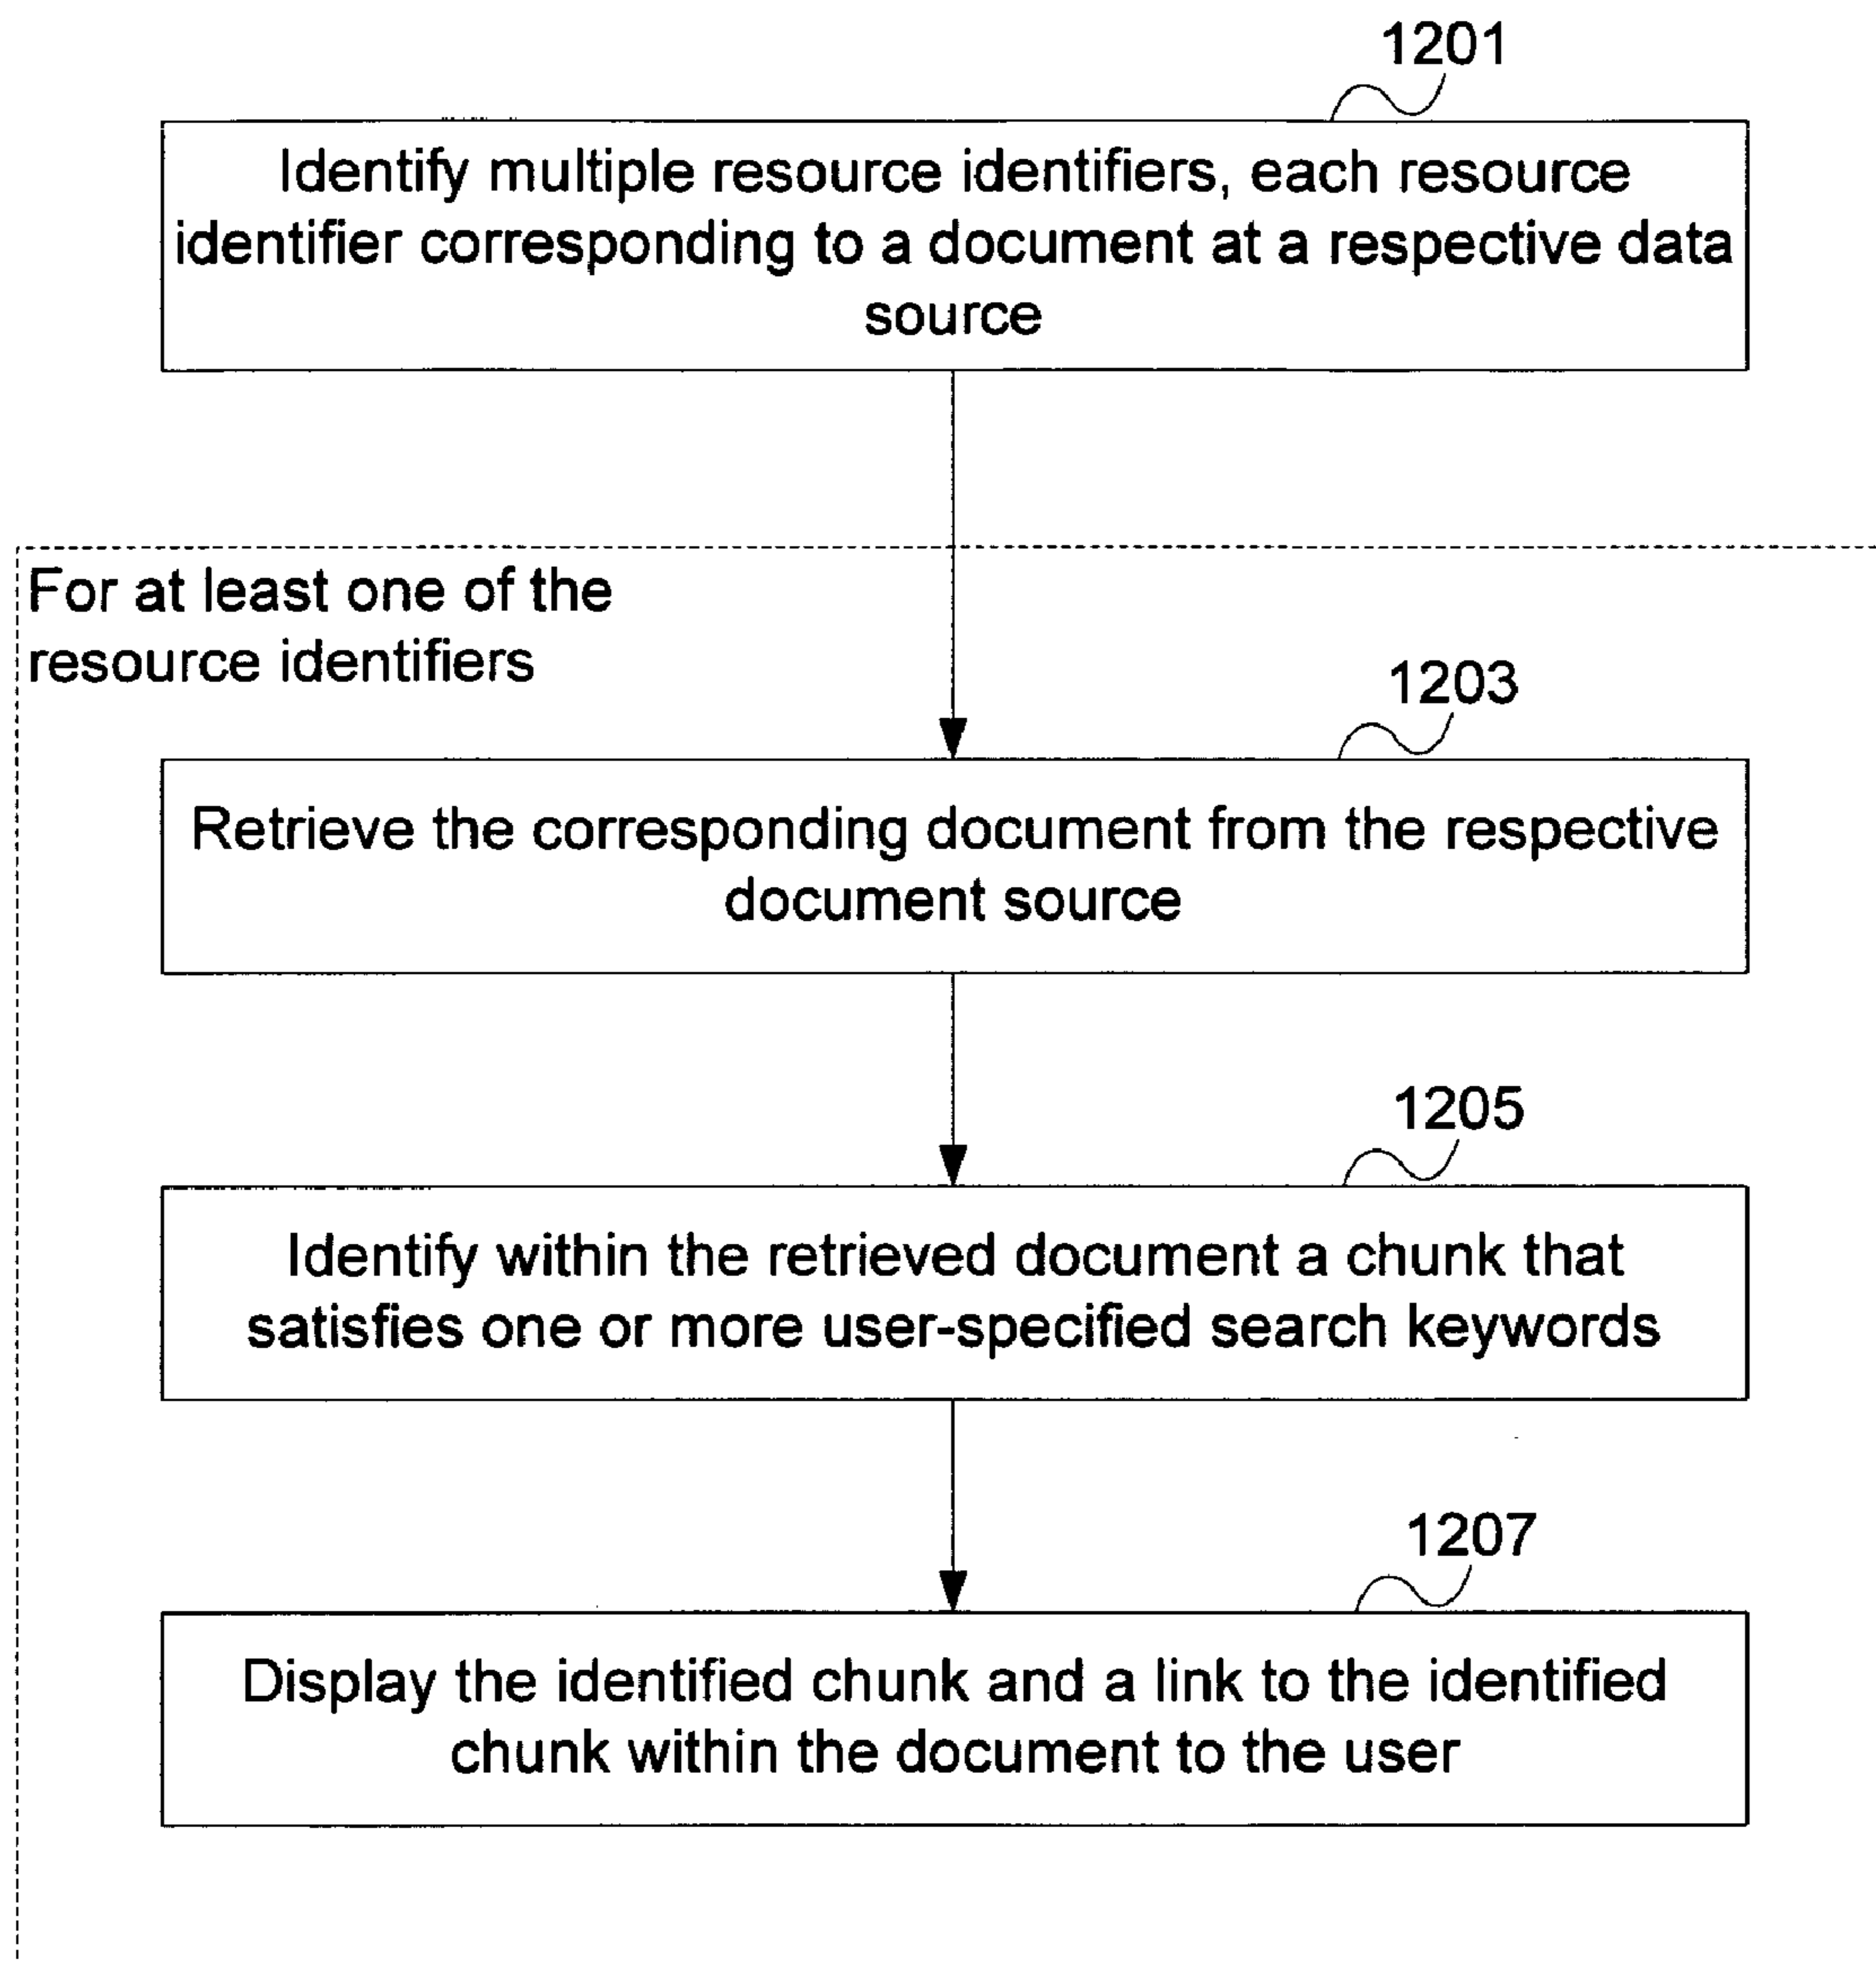 1201
Identify multiple resource identifiers, each resource
identifier corresponding to a document at a respective data
source
For at least one of the
resource identifiers
1203
Retrieve the corresponding document from the respective
document source
1205
Identify within the retrieved document a chunk that
satisfies one or more user-specified search keywords
1207
Display the identified chunk and a link to the identified
chunk within the document to the user